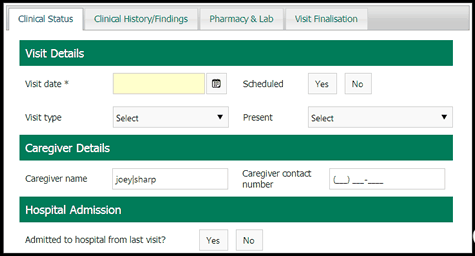 Clinical Status Clinical History/Findings Pharmacy & Lab Visit Finalisation
Visit Details
Visit date * Scheduled Yes No
Visit type Select Present Select
Caregiver Details
Caregiver name joey|sharp Caregiver contact number (___) ___-____
Hospital Admission
Admitted to hospital from last visit? Yes No